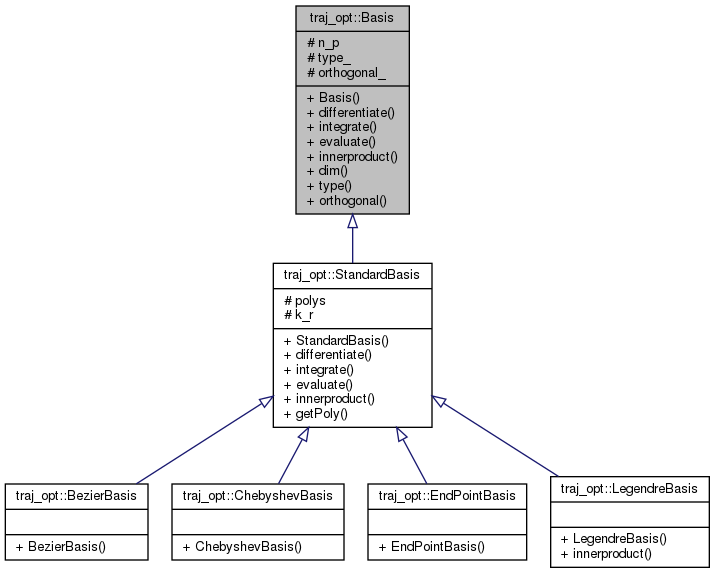 traj_opt::Basis
# n_p
# type_
# orthogonal_
+ Basis()
+ differentiate()
+ integrate()
+ evaluate()
+ innerproduct()
+ dim()
+ type()
+ orthogonal()
traj_opt::StandardBasis
# polys
# k_r
+ StandardBasis()
+ differentiate()
+ integrate()
+ evaluate()
+ innerproduct()
+ getPoly()
traj_opt::BezierBasis
+ BezierBasis()
traj_opt::ChebyshevBasis
+ ChebyshevBasis()
traj_opt::EndPointBasis
+ EndPointBasis()
traj_opt::LegendreBasis
+ LegendreBasis()
+ innerproduct()